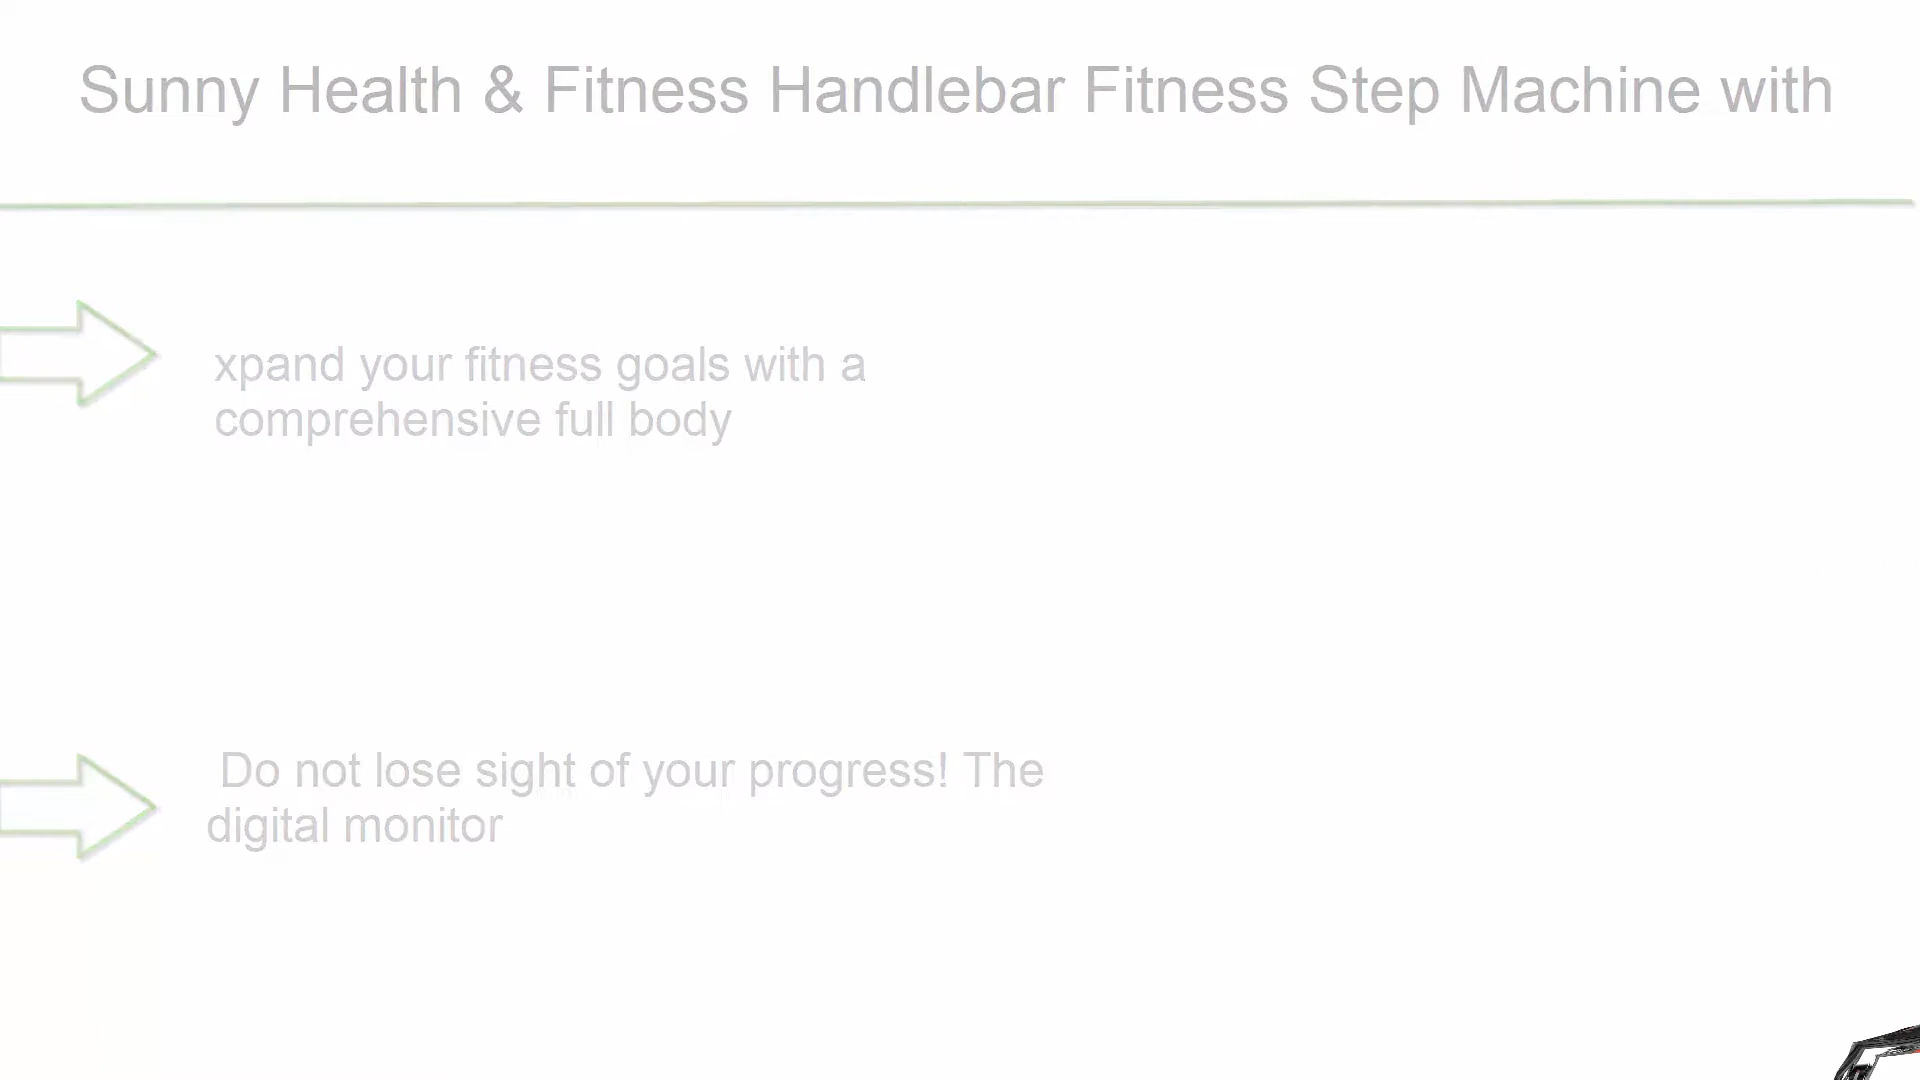 Sunny Health & Fitness Handlebar Fitness Step Machine with
xpand your fitness goals with a
comprehensive full body
Do not lose sight of your progress! The
digital monitor